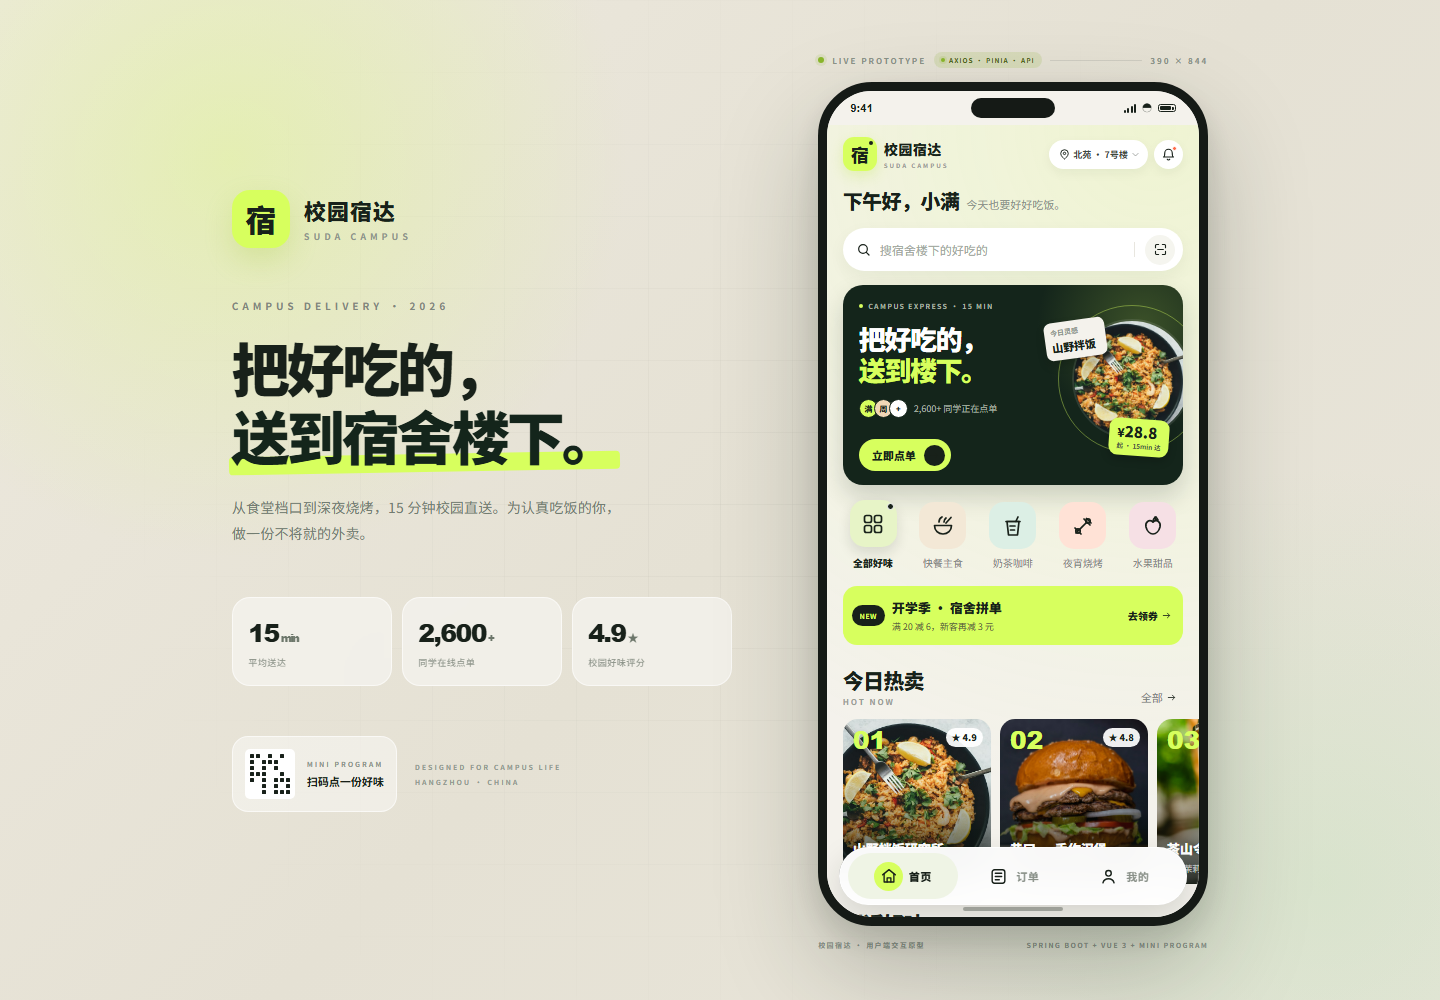 宿
校园宿达
SUDA CAMPUS
CAMPUS DELIVERY · 2026
把好吃的，
送到宿舍楼下。
从食堂档口到深夜烧烤，15 分钟校园直送。为认真吃饭的你，
做一份不将就的外卖。
15 min
平均送达
2,600+
同学在线点单
4.9★
校园好味评分
MINI PROGRAM
扫码点一份好味
DESIGNED FOR CAMPUS LIFE
HANGZHOU · CHINA
LIVE PROTOTYPE
AXIOS · PINIA · API
390 × 844
9:41
宿
校园宿达
SUDA CAMPUS
北苑 · 7号楼
下午好，小满 今天也要好好吃饭。
搜宿舍楼下的好吃的
CAMPUS EXPRESS · 15 MIN
把好吃的，
送到楼下。
今日灵感
山野拌饭
满 周 +
2,600+ 同学正在点单
¥28.8
起 · 15min 达
立即点单
全部好味
快餐主食
奶茶咖啡
夜宵烧烤
水果甜品
NEW
开学季 · 宿舍拼单
满 20 减 6，新客再减 3 元
去领券 →
今日热卖
HOT NOW
全部 →
01
★ 4.9
02
★ 4.8
03
首页
订单
我的
校园宿达 · 用户端交互原型
SPRING BOOT + VUE 3 + MINI PROGRAM